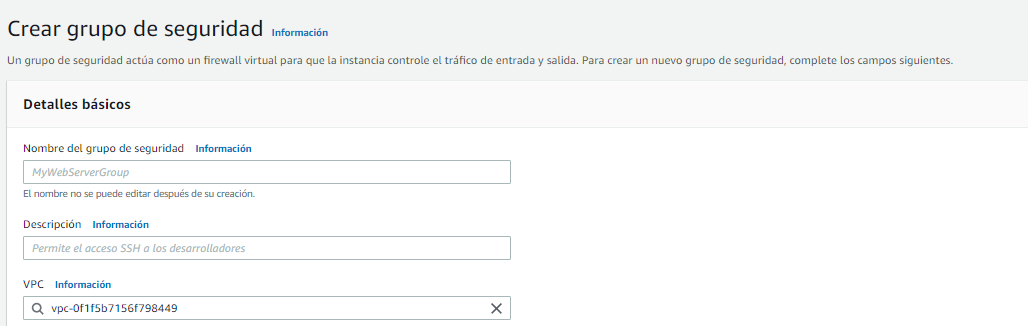 Crear grupo de seguridad Información
Un grupo de seguridad actúa como un firewall virtual para que la instancia controle el tráfico de entrada y salida. Para crear un nuevo grupo de seguridad, complete los campos siguientes.
Detalles básicos
Nombre del grupo de seguridad Información
MyWebServerGroup
El nombre no se puede editar después de su creación.
Descripción Información
Permite el acceso SSH a los desarrolladores
VPC Información
vpc-0f1f5b7156f798449